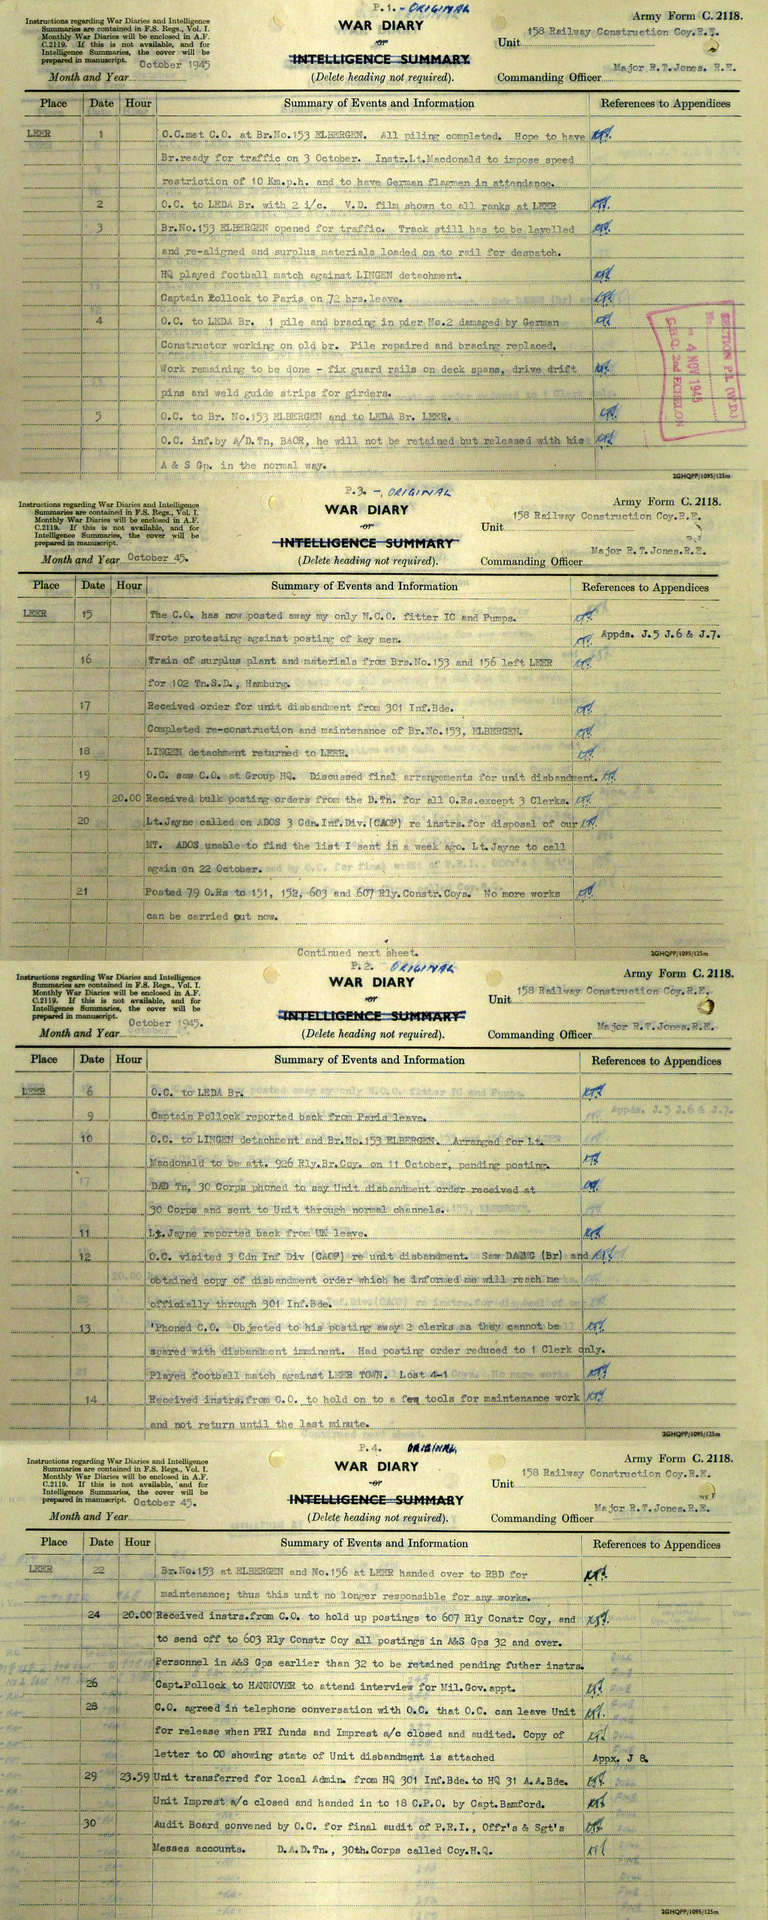 P.1. - ORIGINAL
Instructions regarding War Diaries and Intelligence
Summaries are contained in F.S. Regs., Vol. I.
Monthly War Diaries will be enclosed in A.F.
C.2119. If this is not available, and for
Intelligence Summaries, the cover will be
prepared in manuscript.
Month and Year October 1945
WAR DIARY
or
INTELLIGENCE SUMMARY
(Delete heading not required).
Army Form C. 2118.
Unit 158 Railway Construction Coy.R.E.
Commanding Officer Major R.T.Jones. R.E.
Place Date Hour Summary of Events and Information References to Appendices
LEER 1 O.C.met C.O. at Br.No.153 ELBERGEN. All piling completed. Hope to have
Br.ready for traffic on 3 October. Instr.Lt.Macdonald to impose speed
restriction of 10 Km.p.h. and to have German flagmen in attendance.
2 O.C. to LEDA Br. with 2 i/c. V.D. film shown to all ranks at LEER
3 Br.No.153 ELBERGEN opened for traffic. Track still has to be levelled
and re-aligned and surplus materials loaded on to rail for despatch.
HQ played football match against LINGEN detachment.
Captain Pollock to Paris on 72 hrs.leave.
4 O.C. to LEDA Br. 1 pile and bracing in pier No.2 damaged by German
Constructor working on old br. Pile repaired and bracing replaced.
Work remaining to be done - fix guard rails on deck spans, drive drift
pins and weld guide strips for girders.
5 O.C. to Br. No.153 ELBERGEN and to LEDA Br. LEER.
O.C. inf.by A/D.Tn, BAOR, he will not be retained but released with his
A & S Gp. in the normal way.
SECTION P.I. (W.D.)
No.
4 NOV 1945
G.H.Q. 2nd ECHELON
2GHQPP/1095/125m
P.3. - ORIGINAL
Instructions regarding War Diaries and Intelligence
Summaries are contained in F.S. Regs., Vol. I.
Monthly War Diaries will be enclosed in A.F.
C.2119. If this is not available, and for
Intelligence Summaries, the cover will be
prepared in manuscript.
Month and Year October 45.
WAR DIARY
or
INTELLIGENCE SUMMARY
(Delete heading not required).
Army Form C. 2118.
Unit 158 Railway Construction Coy.R.E.
Commanding Officer Major R.T.Jones.R.E.
Place Date Hour Summary of Events and Information References to Appendices
LEER 15 The C.O. has now posted away my only N.C.O. fitter IC and Pumps.
Wrote protesting against posting of key men. Appds. J.5 J.6 & J.7.
16 Train of surplus plant and materials from Brs.No.153 and 156 left LEER
for 102 Tn.S.D., Hamburg.
17 Received order for unit disbandment from 301 Inf.Bde.
Completed re-construction and maintenance of Br.No.153, ELBERGEN.
18 LINGEN detachment returned to LEER.
19 O.C. saw C.O. at Group HQ. Discussed final arrangements for unit disbandment.
20.00 Received bulk posting orders from the D.Tn. for all O.Rs.except 3 Clerks.
20 Lt.Jayne called on ADOS 3 Cdn.Inf.Div.(CAOF) re instrs.for disposal of our
MT. ADOS unable to find the list I sent in a week ago. Lt.Jayne to call
again on 22 October.
21 Posted 79 O.Rs to 151, 152, 603 and 607 Rly.Constr.Coys. No more works
can be carried out now.
Continued next sheet.
2GHQPP/1095/125m
P.2. ORIGINAL
Instructions regarding War Diaries and Intelligence
Summaries are contained in F.S. Regs., Vol. I.
Monthly War Diaries will be enclosed in A.F.
C.2119. If this is not available, and for
Intelligence Summaries, the cover will be
prepared in manuscript.
Month and Year October 1945.
WAR DIARY
or
INTELLIGENCE SUMMARY
(Delete heading not required).
Army Form C. 2118.
Unit 158 Railway Construction Coy.R.E.
Commanding Officer Major R.T.Jones.R.E.
Place Date Hour Summary of Events and Information References to Appendices
LEER 6 O.C. to LEDA Br.
9 Captain Pollock reported back from Paris leave.
10 O.C. to LINGEN detachment and Br.No.153 ELBERGEN. Arranged for Lt.
Macdonald to be att. 926 Rly.Br.Coy. on 11 October, pending posting.
DAD Tn, 30 Corps phoned to say Unit disbandment order received at
30 Corps and sent to Unit through normal channels.
11 Lt.Jayne reported back from UK leave.
12 O.C. visited 3 Cdn Inf Div (CAOF) re unit disbandment. Saw DAQMG (Br) and
obtained copy of disbandment order which he informed me will reach me
officially through 301 Inf.Bde.
13 'Phoned C.O. Objected to his posting away 2 clerks as they cannot be
spared with disbandment imminent. Had posting order reduced to 1 Clerk only.
Played football match against LEER TOWN. Lost 4-1
14 Received instrs.from C.O. to hold on to a few tools for maintenance work
and not return until the last minute.
2GHQPP/1095/125m
P.4. ORIGINAL
Instructions regarding War Diaries and Intelligence
Summaries are contained in F.S. Regs., Vol. I.
Monthly War Diaries will be enclosed in A.F.
C.2119. If this is not available, and for
Intelligence Summaries, the cover will be
prepared in manuscript.
Month and Year October 45.
WAR DIARY
or
INTELLIGENCE SUMMARY
(Delete heading not required).
Army Form C. 2118.
Unit 158 Railway Construction Coy.R.E.
Commanding Officer Major R.T.Jones.R.E.
Place Date Hour Summary of Events and Information References to Appendices
LEER 22 Br.No.153 at ELBERGEN and No.156 at LEER handed over to RBD for
maintenance; thus this unit no longer responsible for any works.
24 20.00 Received instrs.from C.O. to hold up postings to 607 Rly Constr Coy, and
to send off to 603 Rly Constr Coy all postings in A&S Gps 32 and over.
Personnel in A&S Gps earlier than 32 to be retained pending futher instrs.
26 Capt.Pollock to HANNOVER to attend interview for Mil.Gov.appt.
28 C.O. agreed in telephone conversation with O.C. that O.C. can leave Unit
for release when PRI funds and Imprest a/c closed and audited. Copy of
letter to CO showing state of Unit disbandment is attached Appx. J 8.
29 23.59 Unit transferred for local Admin. from HQ 301 Inf.Bde.to HQ 31 A.A.Bde.
Unit Imprest a/c closed and handed in to 18 C.P.O. by Capt.Bamford.
30 Audit Board convened by O.C. for final audit of P.R.I., Offr's & Sgt's
Messes accounts. D.A.D.Tn., 30th.Corps called Coy.H.Q.
2GHQPP/1095/125m